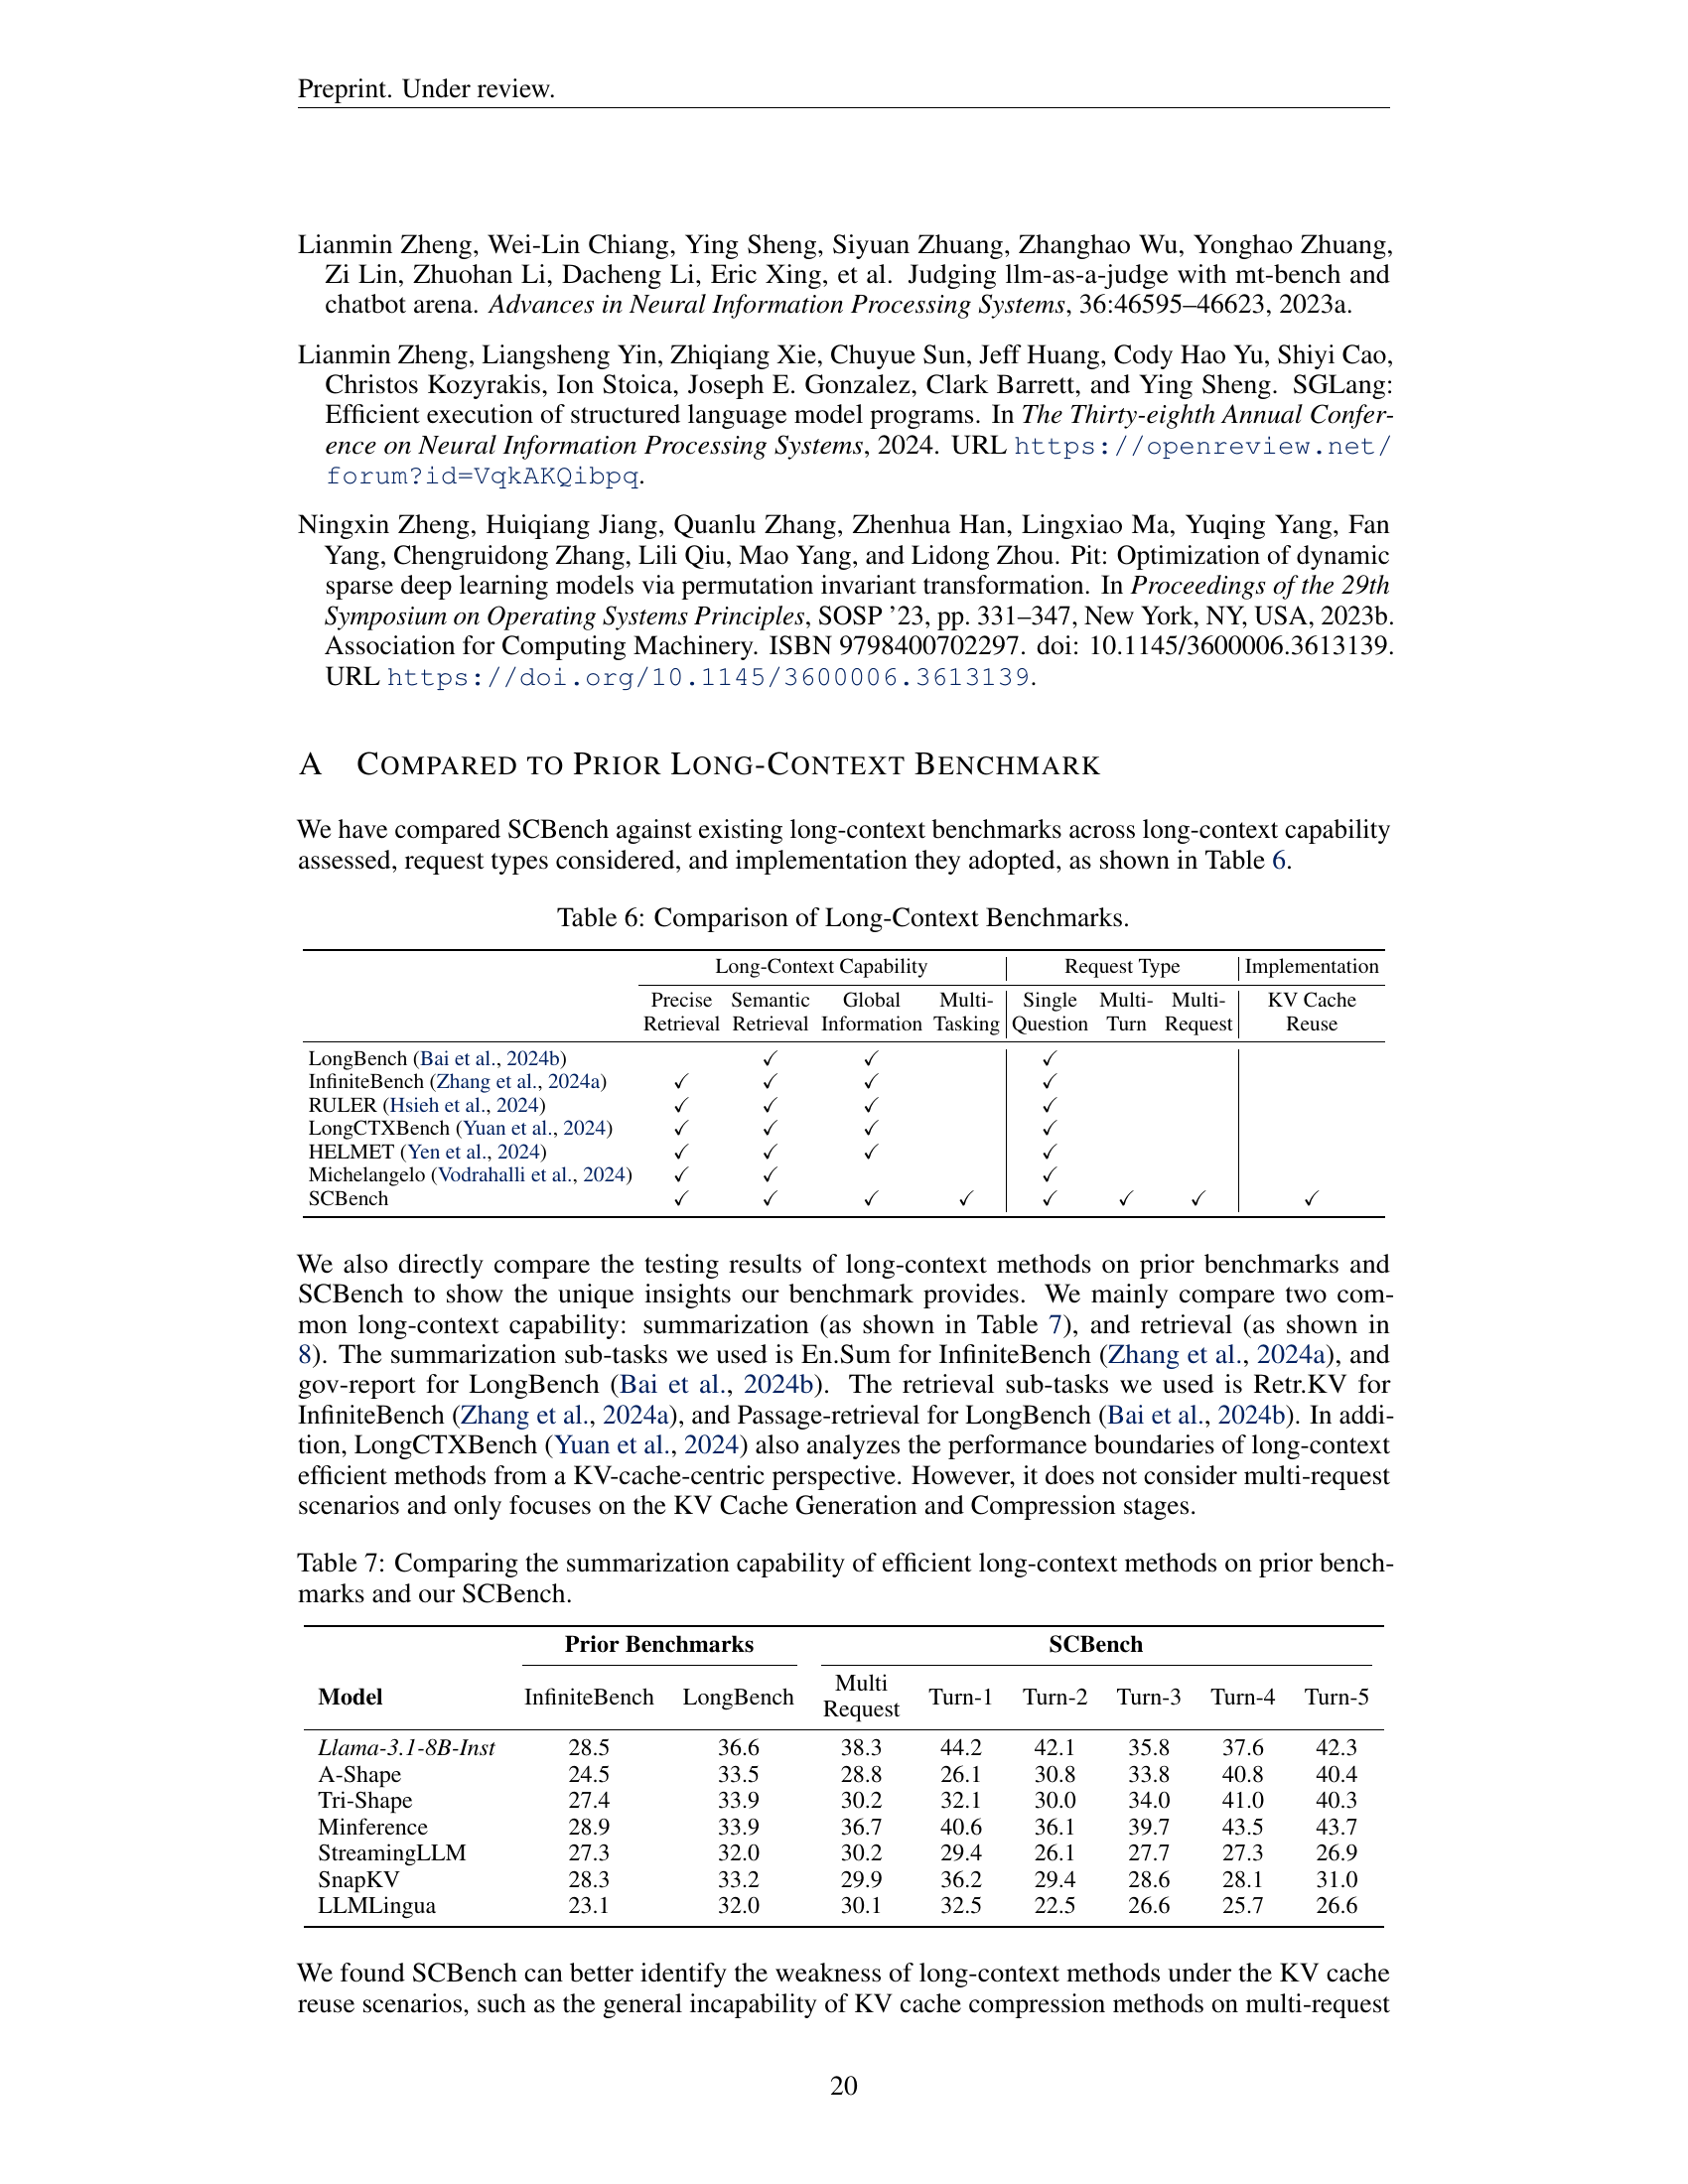 Preprint. Under review.
Lianmin Zheng, Wei-Lin Chiang, Ying Sheng, Siyuan Zhuang, Zhanghao Wu, Yonghao Zhuang,
Zi Lin, Zhuohan Li, Dacheng Li, Eric Xing, et al. Judging llm-as-a-judge with mt-bench and
chatbot arena. Advances in Neural Information Processing Systems, 36:46595–46623, 2023a.
Lianmin Zheng, Liangsheng Yin, Zhiqiang Xie, Chuyue Sun, Jeff Huang, Cody Hao Yu, Shiyi Cao,
Christos Kozyrakis, Ion Stoica, Joseph E. Gonzalez, Clark Barrett, and Ying Sheng. SGLang:
Efficient execution of structured language model programs. In The Thirty-eighth Annual Confer-
ence on Neural Information Processing Systems, 2024. URL https://openreview.net/
forum?id=VqkAKQibpq.
Ningxin Zheng, Huiqiang Jiang, Quanlu Zhang, Zhenhua Han, Lingxiao Ma, Yuqing Yang, Fan
Yang, Chengruidong Zhang, Lili Qiu, Mao Yang, and Lidong Zhou. Pit: Optimization of dynamic
sparse deep learning models via permutation invariant transformation. In Proceedings of the 29th
Symposium on Operating Systems Principles, SOSP ’23, pp. 331–347, New York, NY, USA, 2023b.
Association for Computing Machinery. ISBN 9798400702297. doi: 10.1145/3600006.3613139.
URL https://doi.org/10.1145/3600006.3613139.
A COMPARED TO PRIOR LONG-CONTEXT BENCHMARK
We have compared SCBench against existing long-context benchmarks across long-context capability
assessed, request types considered, and implementation they adopted, as shown in Table 6.
Table 6: Comparison of Long-Context Benchmarks.
Long-Context Capability Request Type Implementation
Precise Semantic Global Multi- Single Multi- Multi- KV Cache
Retrieval Retrieval Information Tasking Question Turn Request Reuse
LongBench (Bai et al., 2024b) ✓ ✓ ✓
InfiniteBench (Zhang et al., 2024a) ✓ ✓ ✓ ✓
RULER (Hsieh et al., 2024) ✓ ✓ ✓ ✓
LongCTXBench (Yuan et al., 2024) ✓ ✓ ✓ ✓
HELMET (Yen et al., 2024) ✓ ✓ ✓ ✓
Michelangelo (Vodrahalli et al., 2024) ✓ ✓ ✓
SCBench ✓ ✓ ✓ ✓ ✓ ✓ ✓ ✓
We also directly compare the testing results of long-context methods on prior benchmarks and
SCBench to show the unique insights our benchmark provides. We mainly compare two com-
mon long-context capability: summarization (as shown in Table 7), and retrieval (as shown in
8). The summarization sub-tasks we used is En.Sum for InfiniteBench (Zhang et al., 2024a), and
gov-report for LongBench (Bai et al., 2024b). The retrieval sub-tasks we used is Retr.KV for
InfiniteBench (Zhang et al., 2024a), and Passage-retrieval for LongBench (Bai et al., 2024b). In addi-
tion, LongCTXBench (Yuan et al., 2024) also analyzes the performance boundaries of long-context
efficient methods from a KV-cache-centric perspective. However, it does not consider multi-request
scenarios and only focuses on the KV Cache Generation and Compression stages.
Table 7: Comparing the summarization capability of efficient long-context methods on prior bench-
marks and our SCBench.
Prior Benchmarks SCBench
Model InfiniteBench LongBench Multi Request Turn-1 Turn-2 Turn-3 Turn-4 Turn-5
Llama-3.1-8B-Inst 28.5 36.6 38.3 44.2 42.1 35.8 37.6 42.3
A-Shape 24.5 33.5 28.8 26.1 30.8 33.8 40.8 40.4
Tri-Shape 27.4 33.9 30.2 32.1 30.0 34.0 41.0 40.3
Minference 28.9 33.9 36.7 40.6 36.1 39.7 43.5 43.7
StreamingLLM 27.3 32.0 30.2 29.4 26.1 27.7 27.3 26.9
SnapKV 28.3 33.2 29.9 36.2 29.4 28.6 28.1 31.0
LLMLingua 23.1 32.0 30.1 32.5 22.5 26.6 25.7 26.6
We found SCBench can better identify the weakness of long-context methods under the KV cache
reuse scenarios, such as the general incapability of KV cache compression methods on multi-request
20